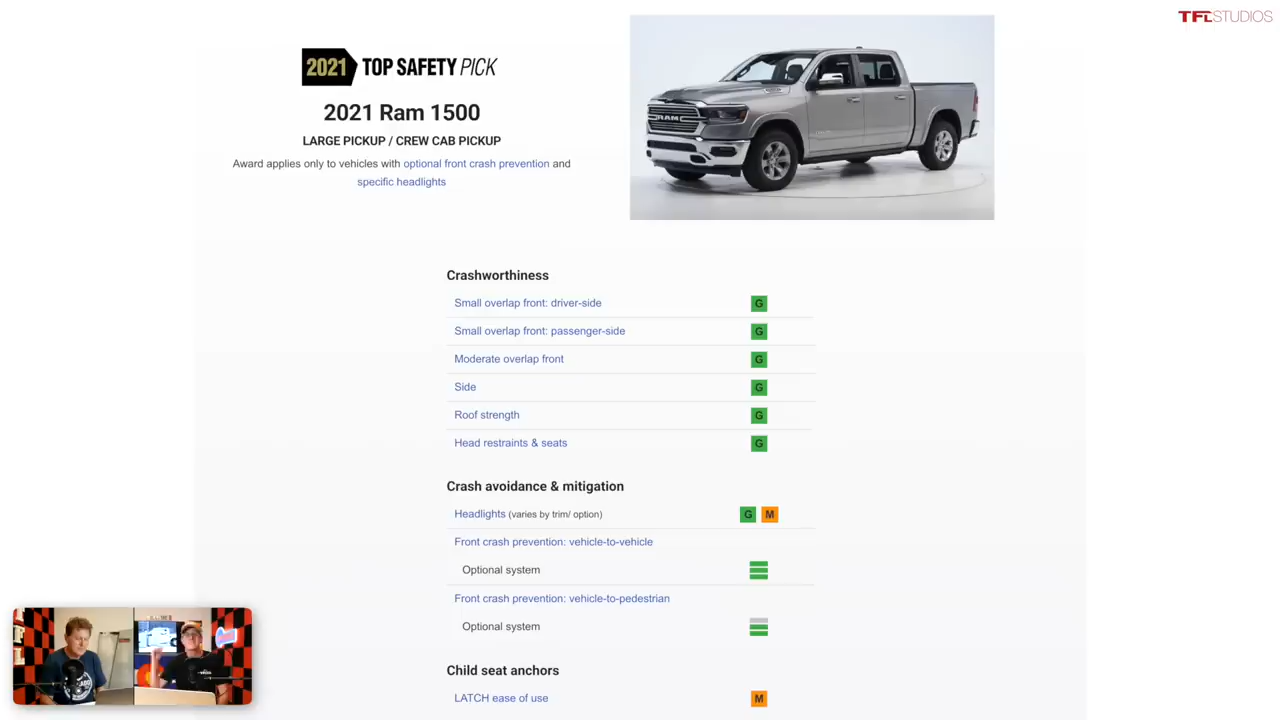 TFLSTUDIOS
2021 TOP SAFETY PICK
2021 Ram 1500
LARGE PICKUP / CREW CAB PICKUP
Award applies only to vehicles with optional front crash prevention and
specific headlights
RAM
Crashworthiness
Small overlap front: driver-side G
Small overlap front: passenger-side G
Moderate overlap front G
Side G
Roof strength G
Head restraints & seats G
Crash avoidance & mitigation
Headlights (varies by trim/ option) G M
Front crash prevention: vehicle-to-vehicle
Optional system
Front crash prevention: vehicle-to-pedestrian
Optional system
Child seat anchors
LATCH ease of use M